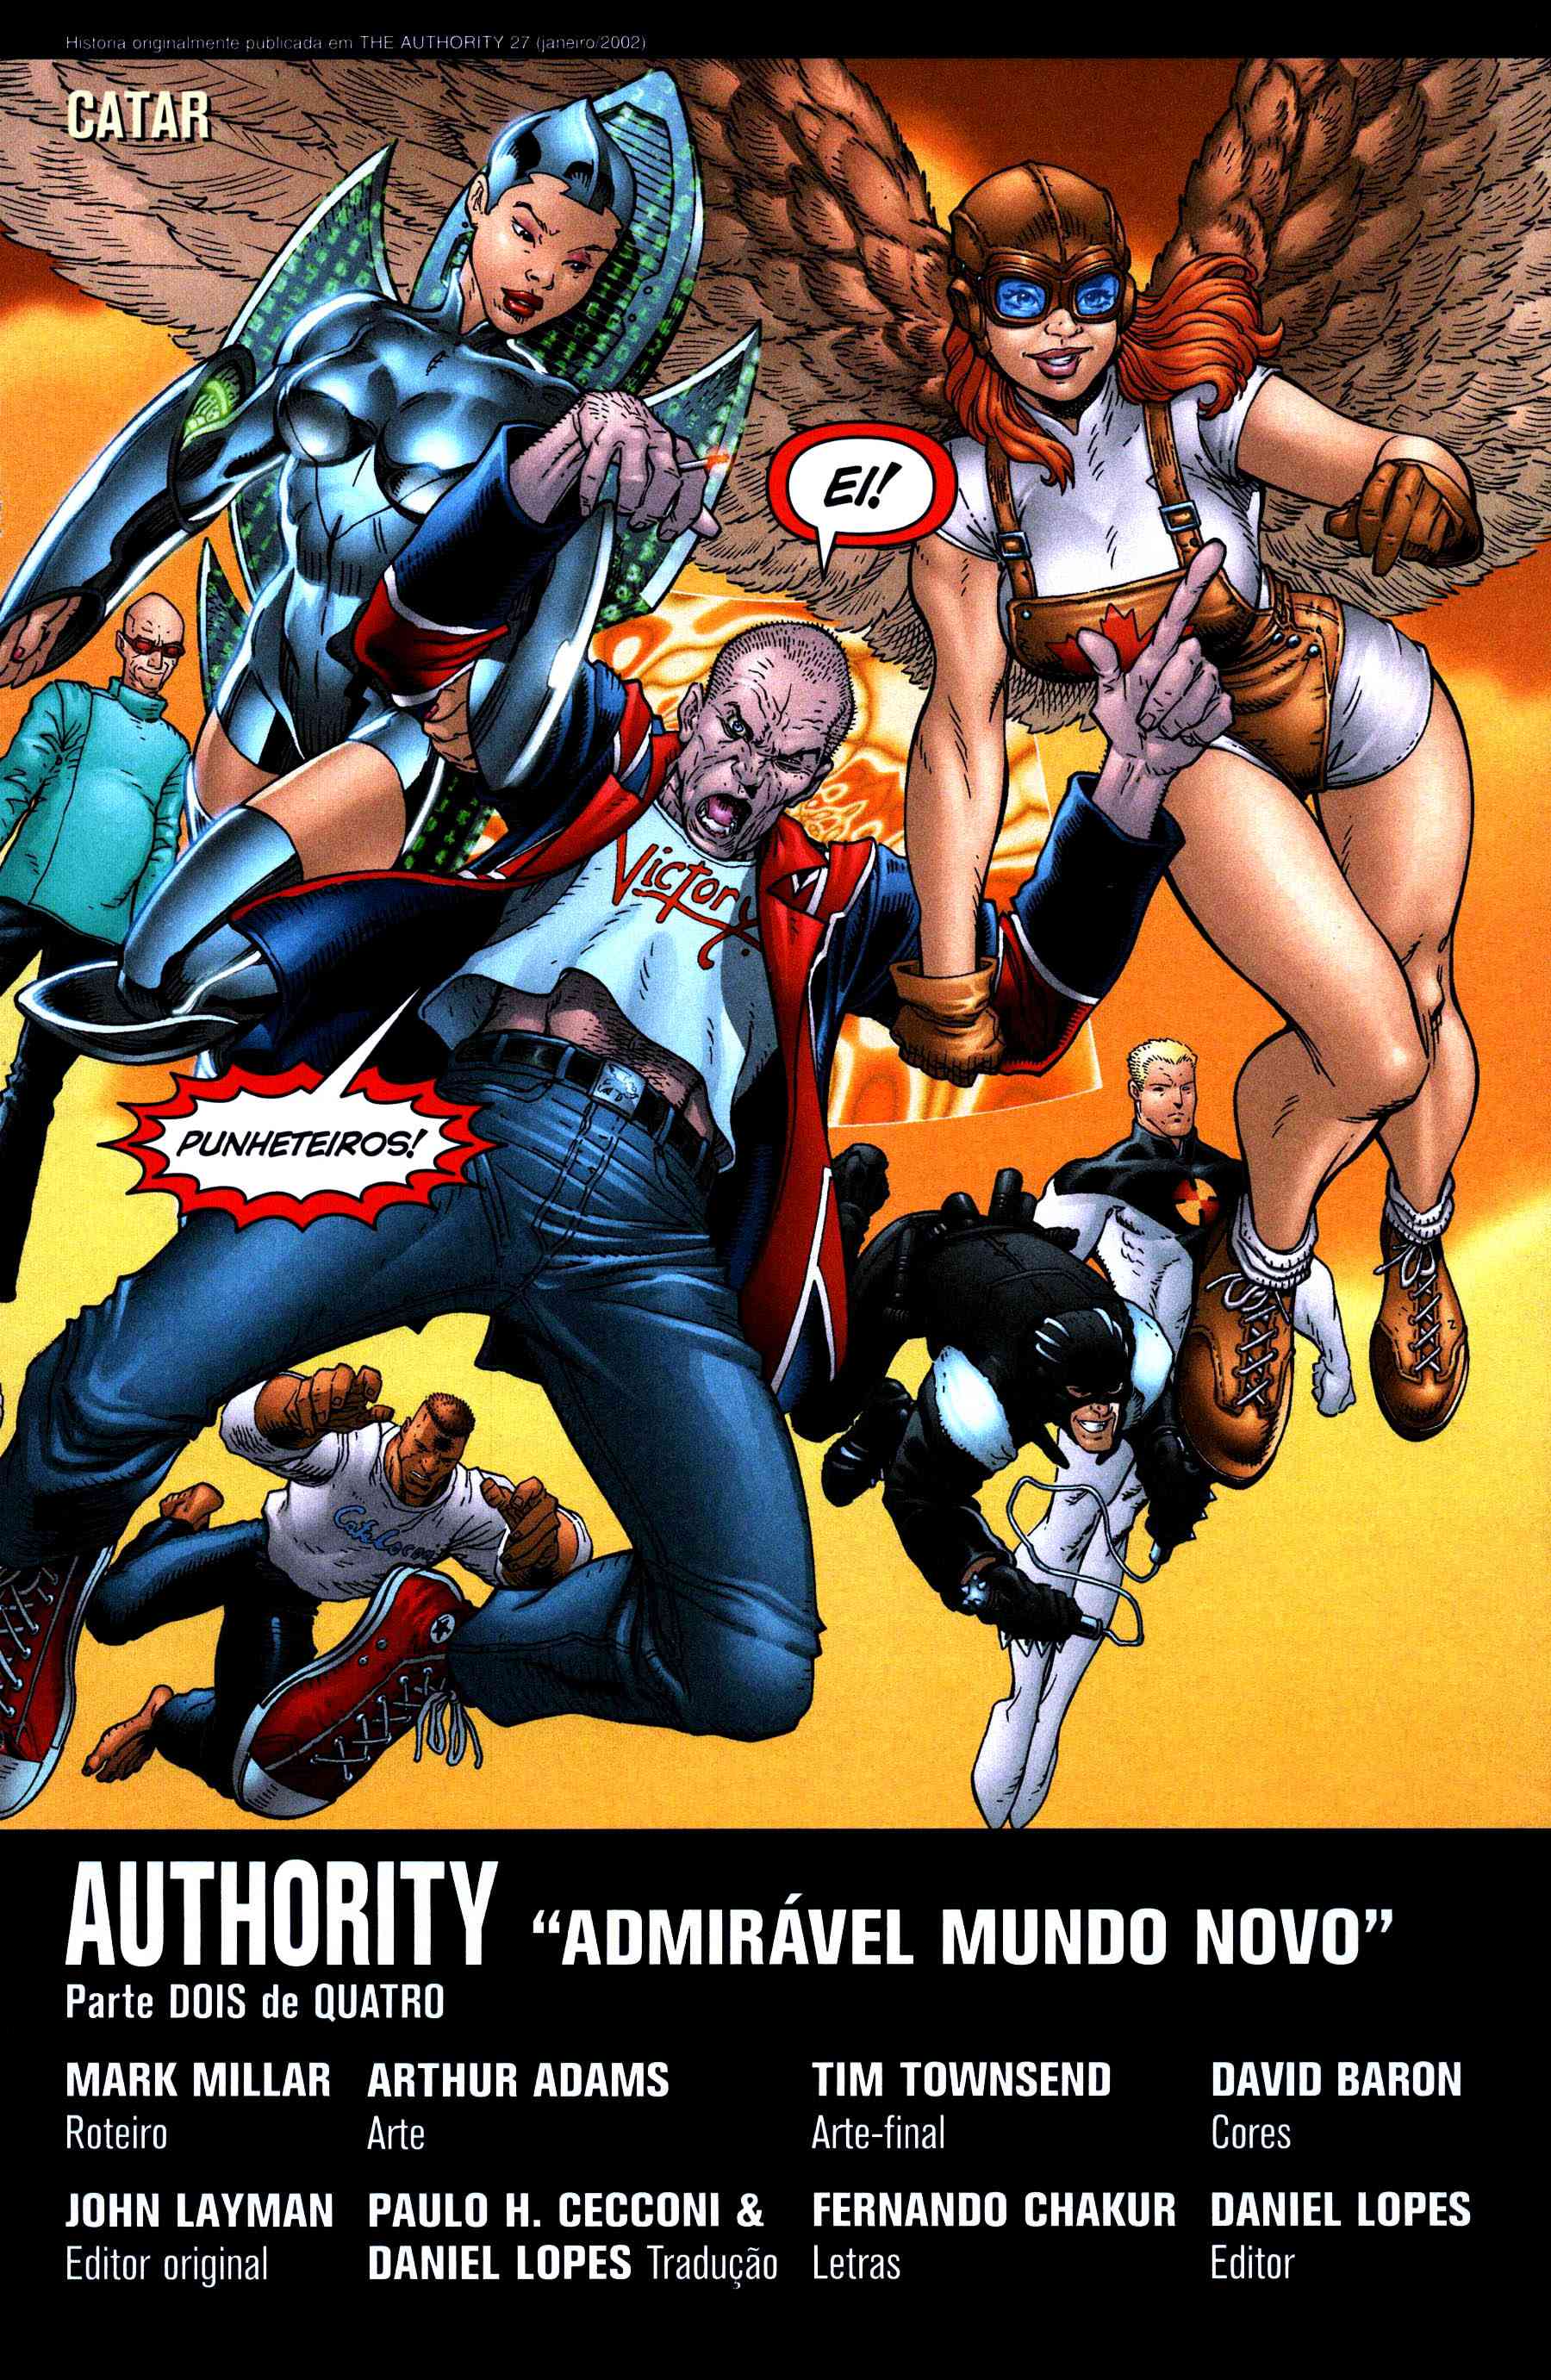 Historia originalmente publicada em THE AUTHORITY 27 (janeiro/2002)
CATAR
EI!
Victory
PUNHETEIROS!
AUTHORITY "ADMIRÁVEL MUNDO NOVO"
Parte DOIS de QUATRO
MARK MILLAR ARTHUR ADAMS TIM TOWNSEND DAVID BARON
Roteiro Arte Arte-final Cores
JOHN LAYMAN PAULO H. CECCONI & FERNANDO CHAKUR DANIEL LOPES
Editor original DANIEL LOPES Tradução Letras Editor